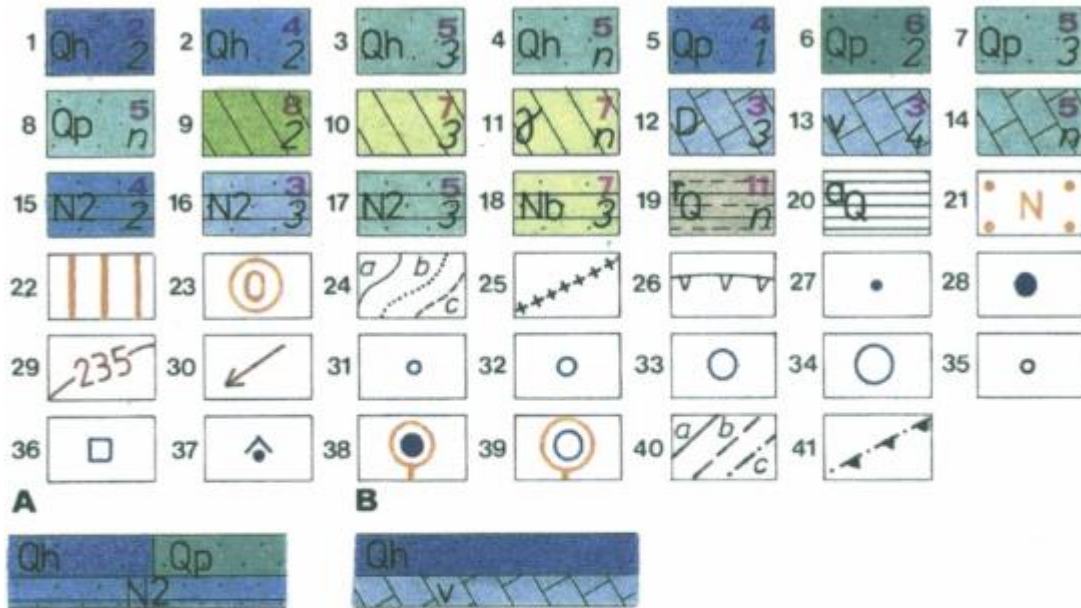 1 Qh 2 2 2 Qh 4 2 3 Qh 5 3 4 Qh 5 n 5 Qp 4 1 6 Qp 6 2 7 Qp 5 3
8 Qp 5 n 9 8 2 10 7 3 11 γ 7 n 12 D 3 3 13 v 3 4 14 5 n
15 N2 4 2 16 N2 3 3 17 N2 5 3 18 Nb 7 3 19 rQ 11 n 20 aQ 21 N
22 23 O 24 a b c 25 26 27 28
29 235 30 31 32 33 34 35
36 37 38 39 40 a b c 41
A B
Qh Qp Qh
N2 v